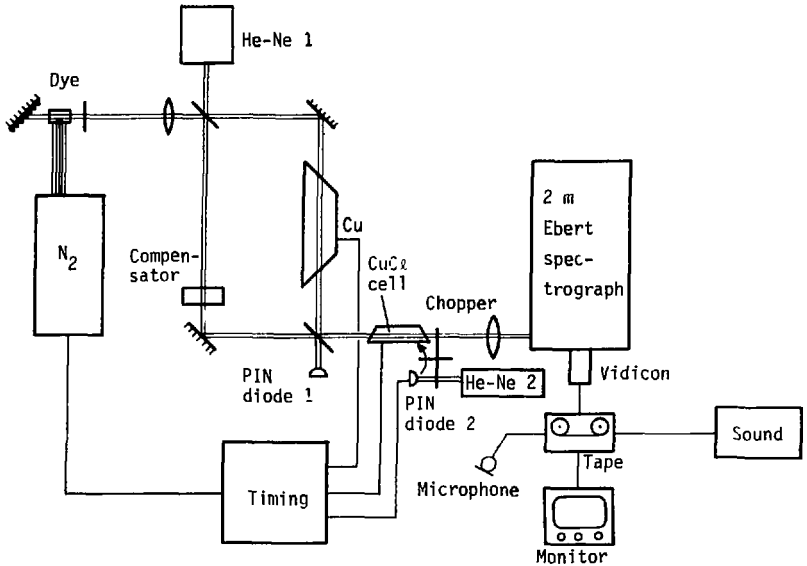 He-Ne 1
Dye
Cu
N2
Compen-
sator
CuCℓ
cell
Chopper
2 m
Ebert
spec-
trograph
PIN
diode 1
He-Ne 2
PIN
diode 2
Vidicon
Timing
Microphone
Tape
Sound
Monitor